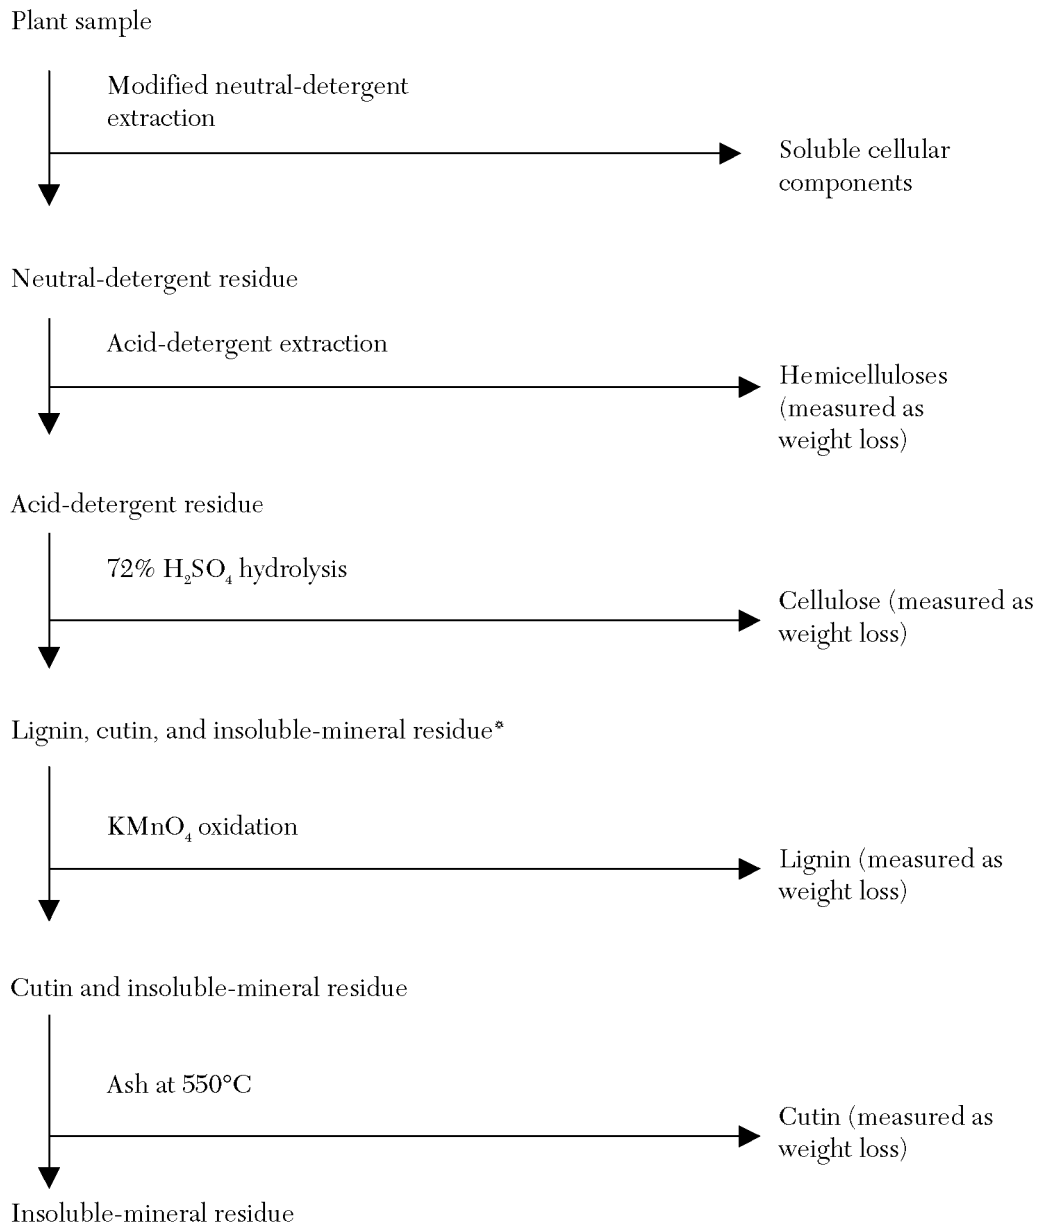 Plant sample
Modified neutral-detergent
extraction
Soluble cellular
components
Neutral-detergent residue
Acid-detergent extraction
Hemicelluloses
(measured as
weight loss)
Acid-detergent residue
72% H₂SO₄ hydrolysis
Cellulose (measured as
weight loss)
Lignin, cutin, and insoluble-mineral residue*
KMnO₄ oxidation
Lignin (measured as
weight loss)
Cutin and insoluble-mineral residue
Ash at 550°C
Cutin (measured as
weight loss)
Insoluble-mineral residue